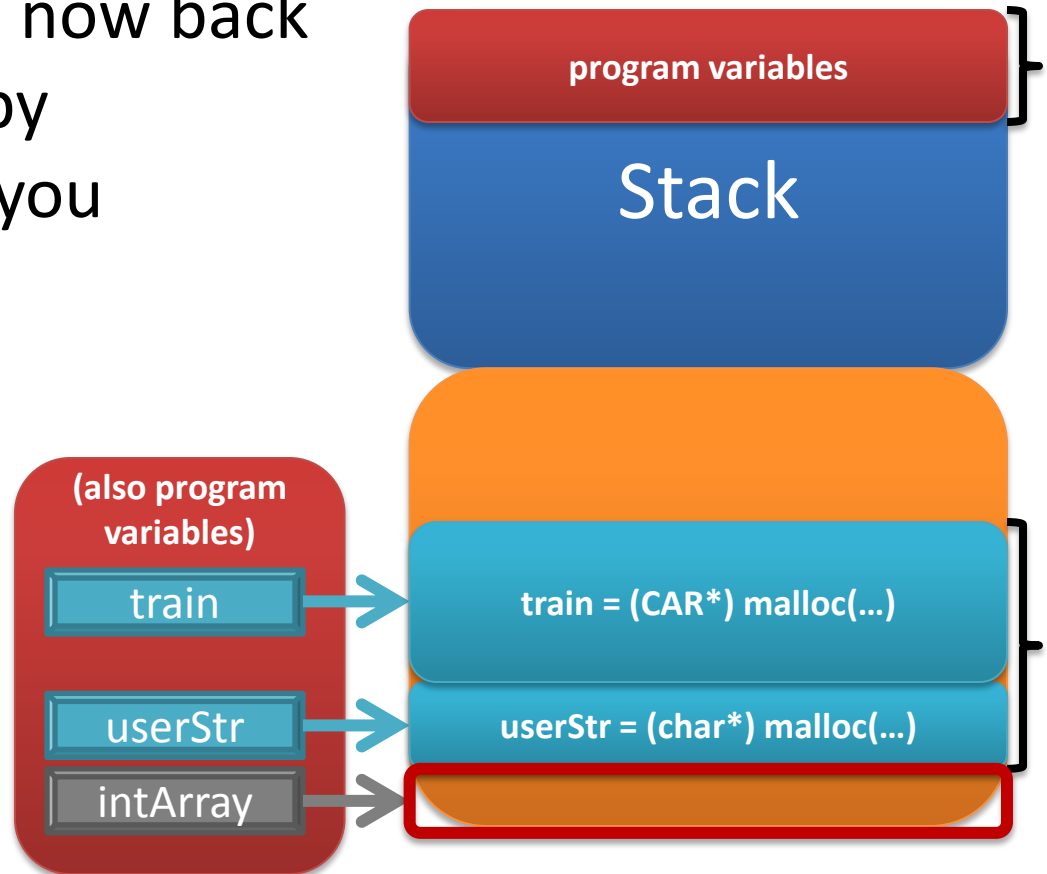 now back
by
you
program variables
Stack
(also program
variables)
train
train = (CAR*) malloc(…)
userStr
userStr = (char*) malloc(…)
intArray